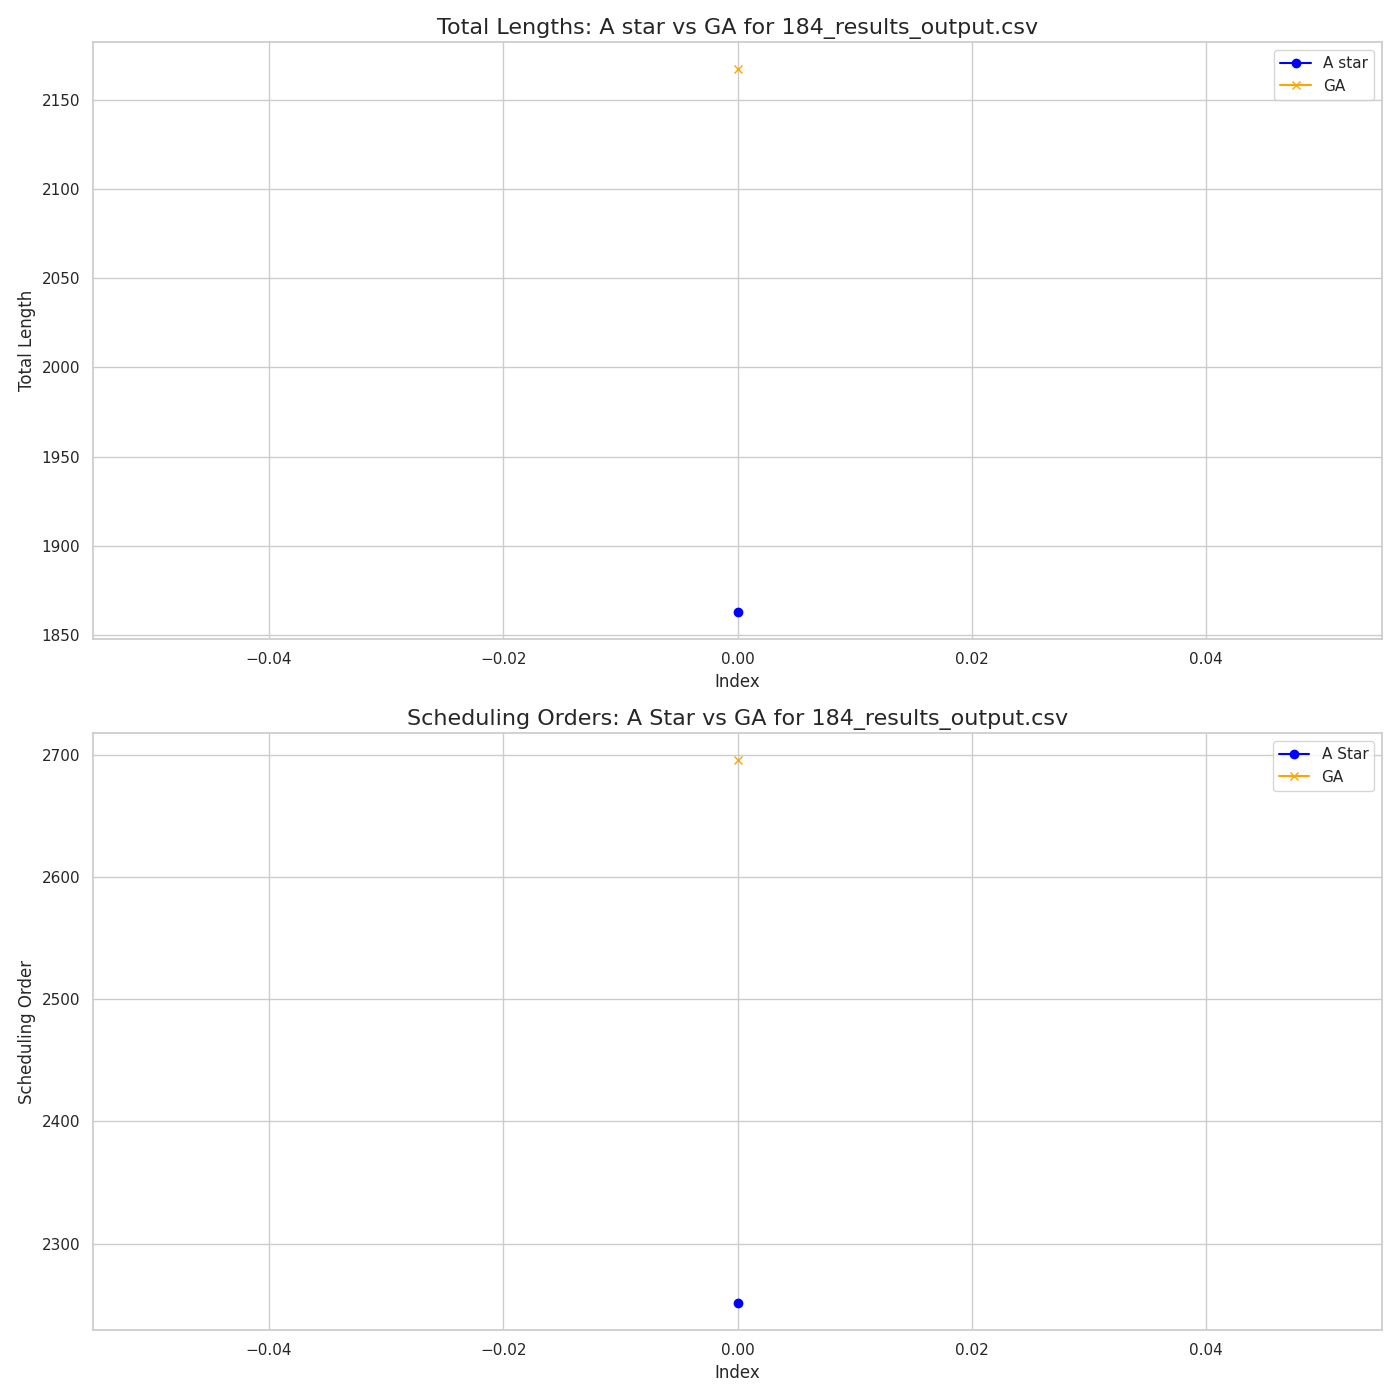 Total Lengths: A star vs GA for 184_results_output.csv
A star
GA
2150
2100
2050
2000
1950
1900
1850
Total Length
−0.04
−0.02
0.00
0.02
0.04
Index
Scheduling Orders: A Star vs GA for 184_results_output.csv
A Star
GA
2700
2600
2500
2400
2300
Scheduling Order
−0.04
−0.02
0.00
0.02
0.04
Index